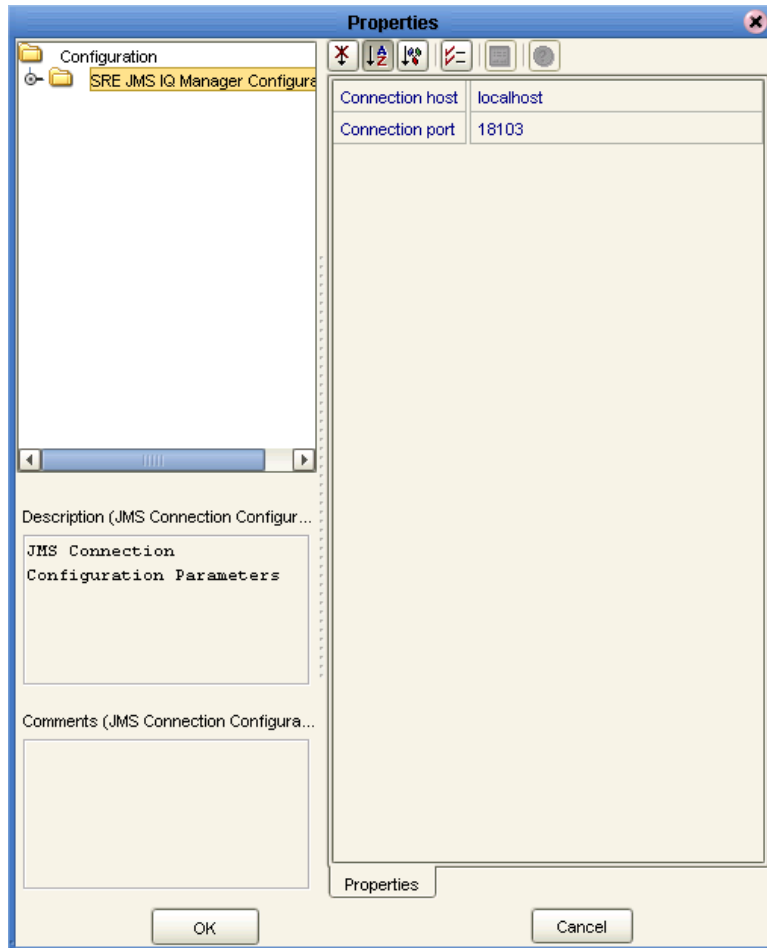 Properties
Configuration
SRE JMS IQ Manager Configura
Connection host localhost
Connection port 18103
Description (JMS Connection Configur...
JMS Connection
Configuration Parameters
Comments (JMS Connection Configura...
Properties
OK
Cancel